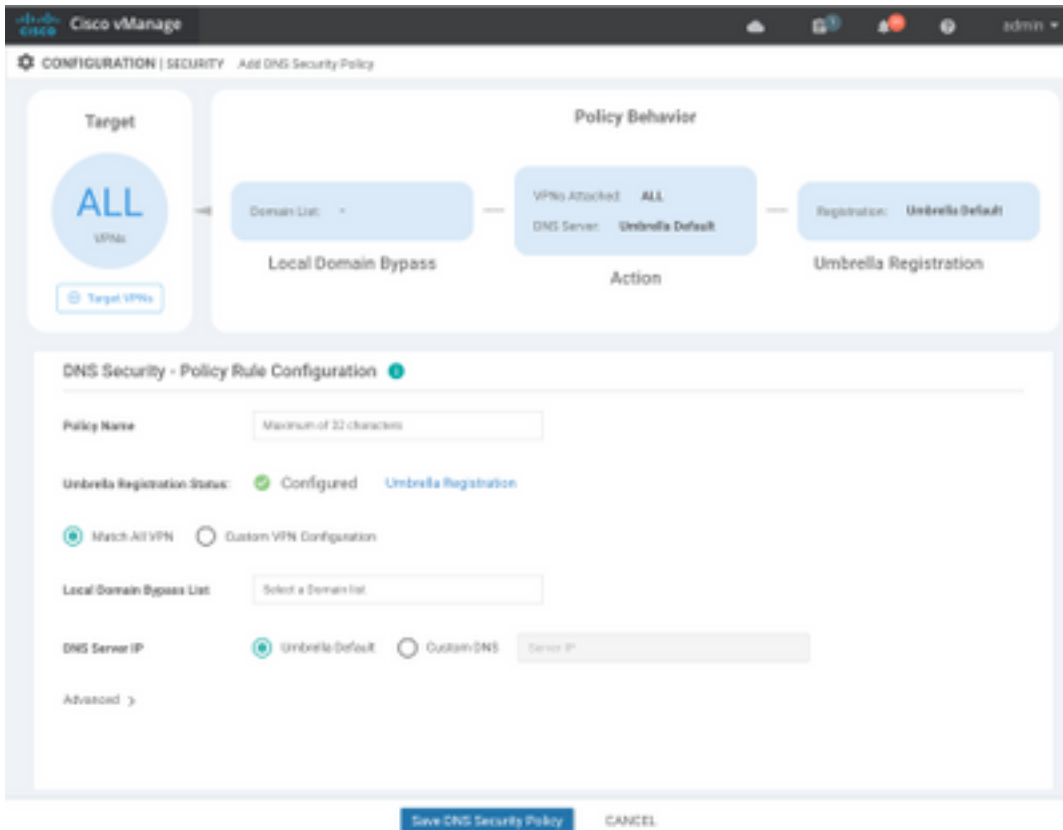 CISCO Cisco vManage admin
CONFIGURATION | SECURITY Add DNS Security Policy
Target
Policy Behavior
ALL
VPNs
Target VPNs
Domain List: -
Local Domain Bypass
VPNs Attached: ALL
DNS Server: Umbrella Default
Action
Registration: Umbrella Default
Umbrella Registration
DNS Security - Policy Rule Configuration
Policy Name Maximum of 32 characters
Umbrella Registration Status: Configured Umbrella Registration
Match All VPN Custom VPN Configuration
Local Domain Bypass List Select a Domain list
DNS Server IP Umbrella Default Custom DNS Server IP
Advanced >
Save DNS Security Policy CANCEL